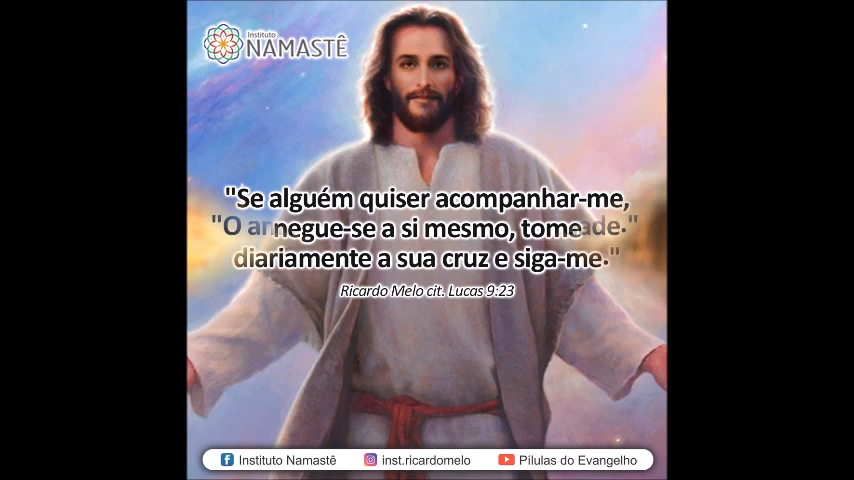 Instituto
NAMASTÊ
"Se alguém quiser acompanhar-me,
negue-se a si mesmo, tome
diariamente a sua cruz e siga-me."
"O
ade."
Ricardo Melo cit. Lucas 9:23
Instituto Namastê
inst.ricardomelo
Pílulas do Evangelho